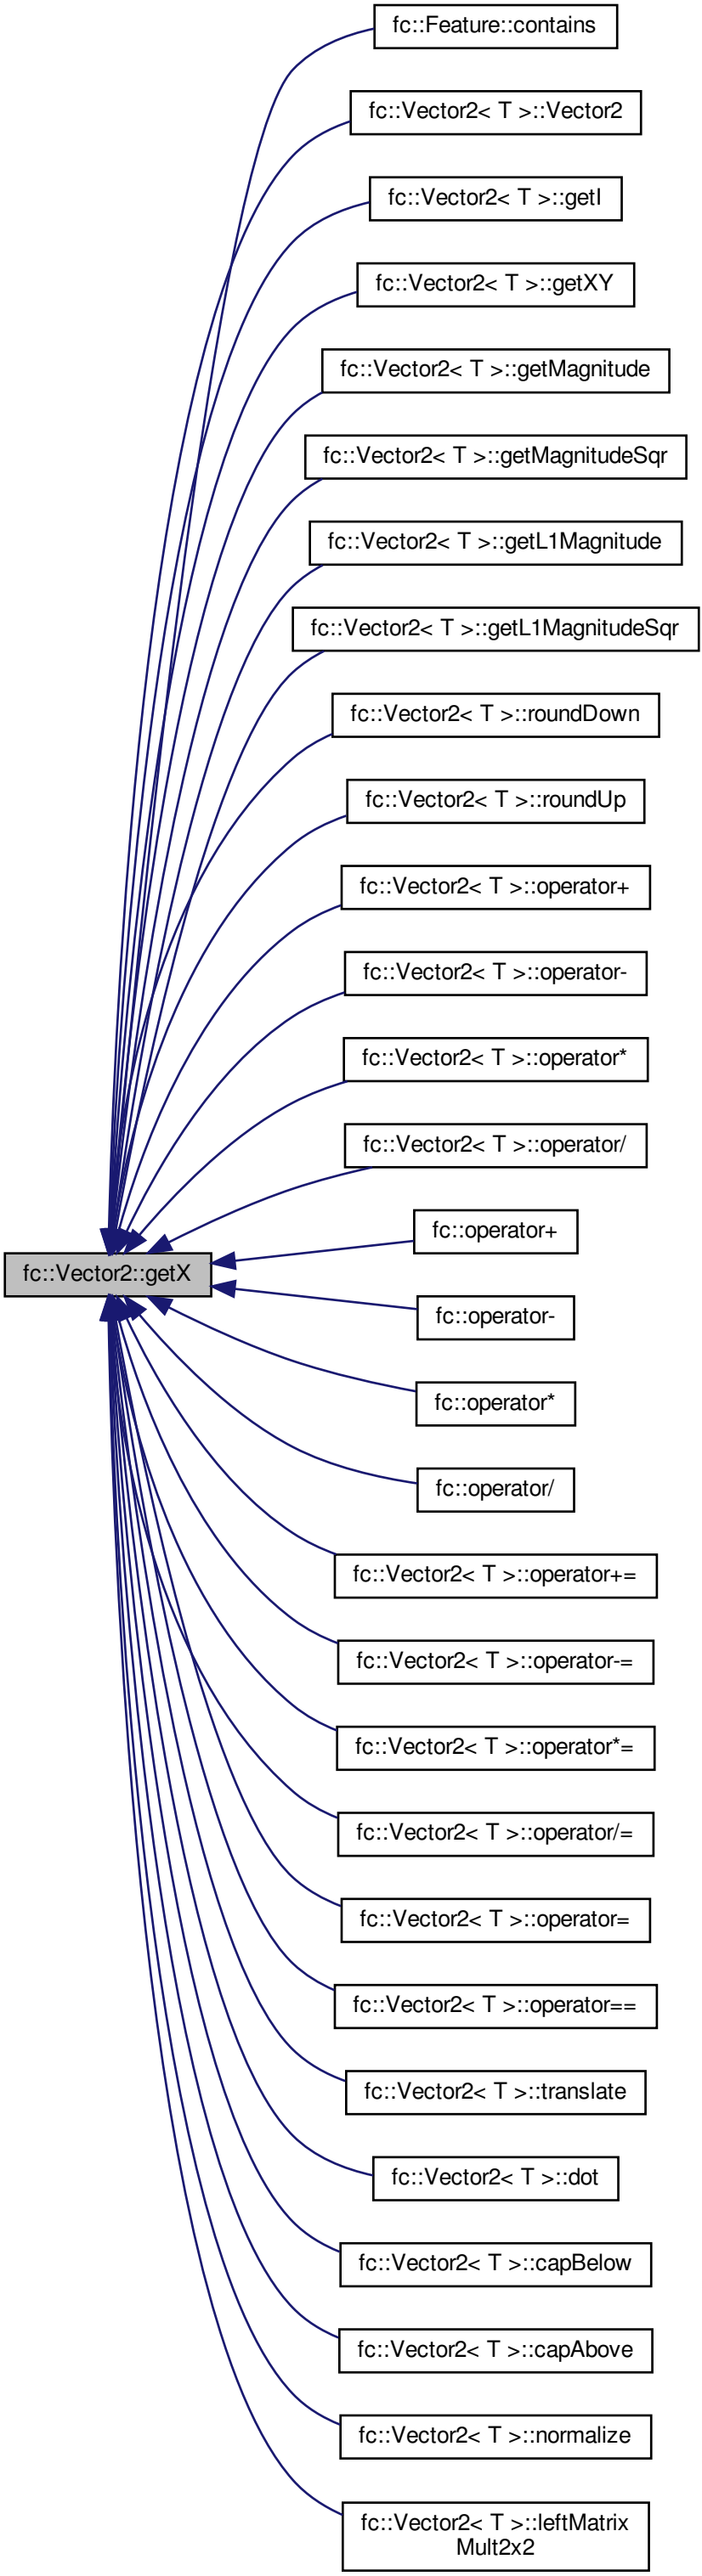 fc::Feature::contains
fc::Vector2< T >::Vector2
fc::Vector2< T >::getI
fc::Vector2< T >::getXY
fc::Vector2< T >::getMagnitude
fc::Vector2< T >::getMagnitudeSqr
fc::Vector2< T >::getL1Magnitude
fc::Vector2< T >::getL1MagnitudeSqr
fc::Vector2< T >::roundDown
fc::Vector2< T >::roundUp
fc::Vector2< T >::operator+
fc::Vector2< T >::operator-
fc::Vector2< T >::operator*
fc::Vector2< T >::operator/
fc::operator+
fc::Vector2::getX
fc::operator-
fc::operator*
fc::operator/
fc::Vector2< T >::operator+=
fc::Vector2< T >::operator-=
fc::Vector2< T >::operator*=
fc::Vector2< T >::operator/=
fc::Vector2< T >::operator=
fc::Vector2< T >::operator==
fc::Vector2< T >::translate
fc::Vector2< T >::dot
fc::Vector2< T >::capBelow
fc::Vector2< T >::capAbove
fc::Vector2< T >::normalize
fc::Vector2< T >::leftMatrix
Mult2x2